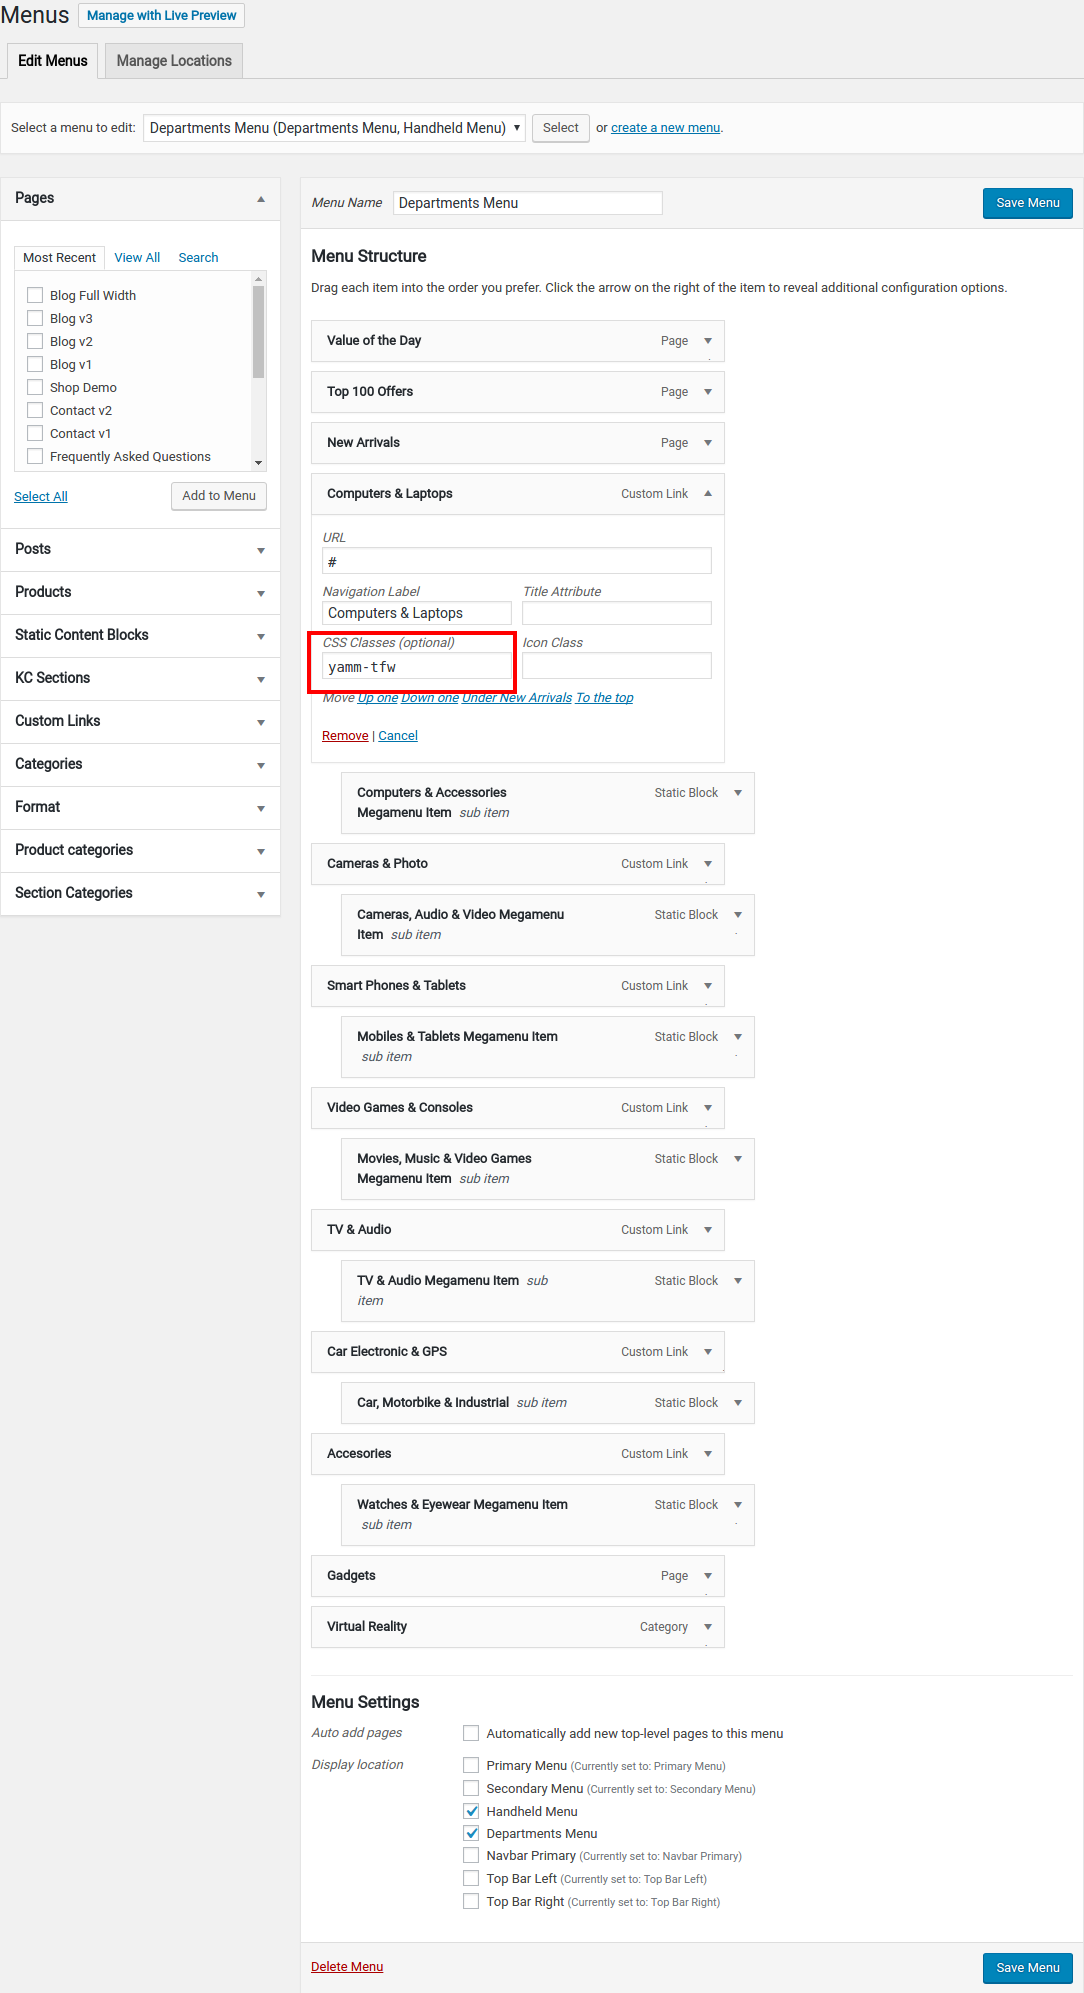 Menus Manage with Live Preview
Edit Menus Manage Locations
Select a menu to edit: Departments Menu (Departments Menu, Handheld Menu) Select or create a new menu.
Pages
Most Recent View All Search
Blog Full Width
Blog v3
Blog v2
Blog v1
Shop Demo
Contact v2
Contact v1
Frequently Asked Questions
Select All Add to Menu
Posts
Products
Static Content Blocks
KC Sections
Custom Links
Categories
Format
Product categories
Section Categories
Menu Name Departments Menu Save Menu
Menu Structure
Drag each item into the order you prefer. Click the arrow on the right of the item to reveal additional configuration options.
Value of the Day Page
Top 100 Offers Page
New Arrivals Page
Computers & Laptops Custom Link
URL
#
Navigation Label Title Attribute
Computers & Laptops
CSS Classes (optional) Icon Class
yamm-tfw
Move Up one Down one Under New Arrivals To the top
Remove | Cancel
Computers & Accessories Static Block
Megamenu Item sub item
Cameras & Photo Custom Link
Cameras, Audio & Video Megamenu Static Block
Item sub item
Smart Phones & Tablets Custom Link
Mobiles & Tablets Megamenu Item Static Block
sub item
Video Games & Consoles Custom Link
Movies, Music & Video Games Static Block
Megamenu Item sub item
TV & Audio Custom Link
TV & Audio Megamenu Item sub Static Block
item
Car Electronic & GPS Custom Link
Car, Motorbike & Industrial sub item Static Block
Accesories Custom Link
Watches & Eyewear Megamenu Item Static Block
sub item
Gadgets Page
Virtual Reality Category
Menu Settings
Auto add pages Automatically add new top-level pages to this menu
Display location Primary Menu (Currently set to: Primary Menu)
Secondary Menu (Currently set to: Secondary Menu)
Handheld Menu
Departments Menu
Navbar Primary (Currently set to: Navbar Primary)
Top Bar Left (Currently set to: Top Bar Left)
Top Bar Right (Currently set to: Top Bar Right)
Delete Menu Save Menu